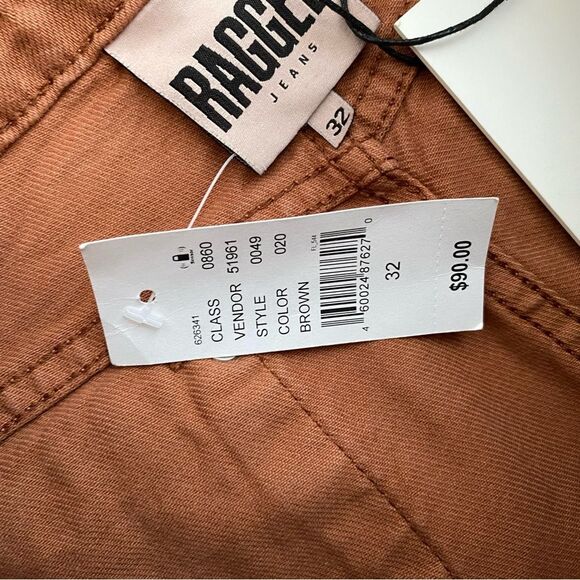 RAGGE
JEANS
32
626341
CLASS 0860
VENDOR 51961
STYLE 0049
COLOR 020
BROWN
4 60024 87627 0
32
$90.00